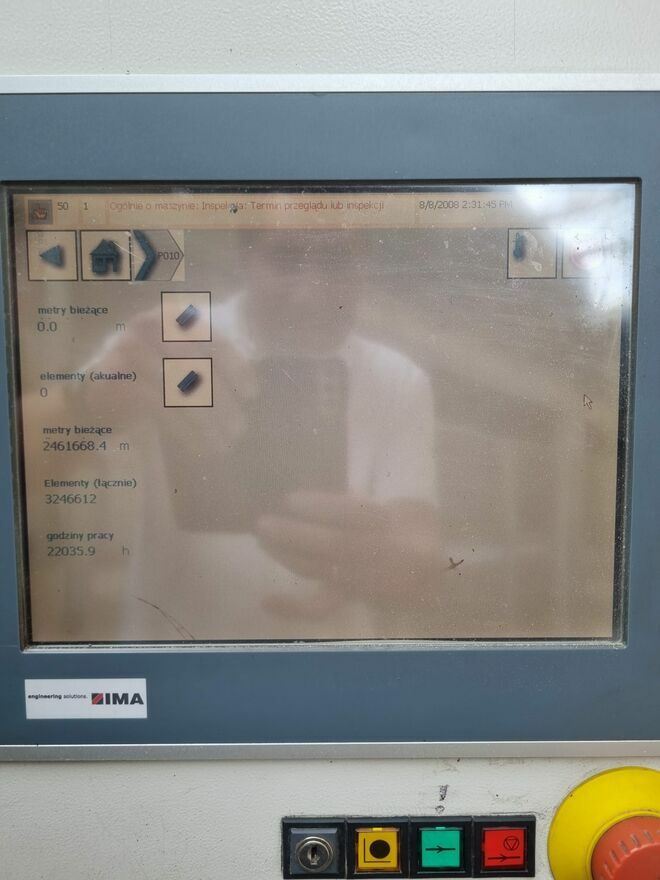 50 1 Ogólnie o maszynie: Inspekcja: Termin przeglądu lub inspekcji 8/8/2008 2:31:45 PM
P010
metry bieżące
0.0 m
elementy (akualne)
0
metry bieżące
2461668.4 m
Elementy (łącznie)
3246612
godziny pracy
22035.9 h
engineering solutions. IMA